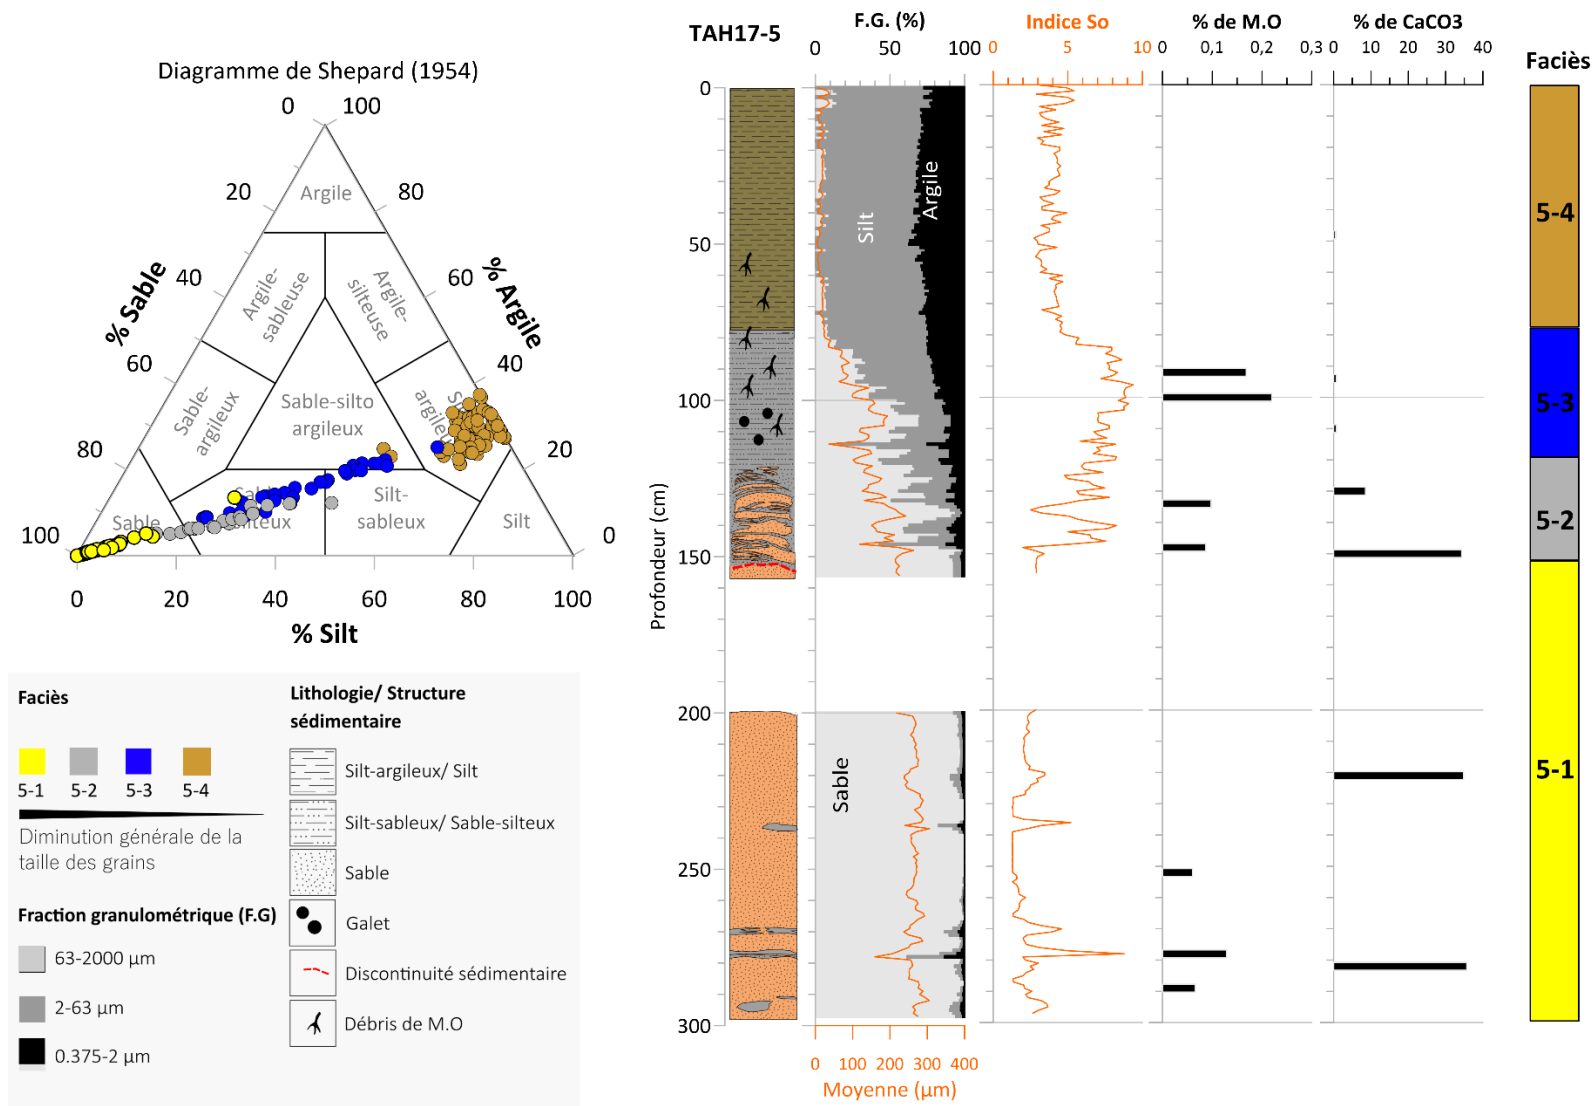 Diagramme de Shepard (1954)
0 100
Argile
20 80
Argile-
sableuse
Argile-
silteuse
% Sable
% Argile
40 60
60 40
Sable-
argileux
Sable-silto
argileux
argileux
80 20
Sable
silteux
Silt-
sableux
Silt
100 0
0 20 40 60 80 100
% Silt
Faciès
5-1 5-2 5-3 5-4
Diminution générale de la
taille des grains
Fraction granulométrique (F.G)
63-2000 µm
2-63 µm
0.375-2 µm
Lithologie/ Structure
sédimentaire
Silt-argileux/ Silt
Silt-sableux/ Sable-silteux
Sable
Galet
Discontinuité sédimentaire
Débris de M.O
TAH17-5
F.G. (%)
0 50 100
Indice So
0 5 10
% de M.O
0 0,1 0,2 0,3
% de CaCO3
0 10 20 30 40
Faciès
Profondeur (cm)
0
50
100
150
200
250
300
Silt
Argile
Sable
0 100 200 300 400
Moyenne (µm)
5-4
5-3
5-2
5-1